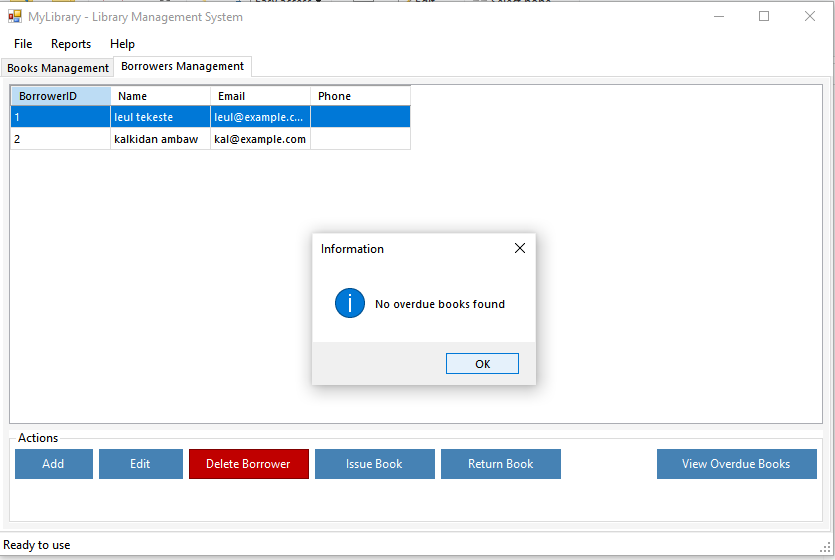 MyLibrary - Library Management System
File Reports Help
Books Management Borrowers Management
BorrowerID Name Email Phone
1 leul tekeste leul@example.c...
2 kalkidan ambaw kal@example.com
Information
No overdue books found
OK
Actions
Add Edit Delete Borrower Issue Book Return Book View Overdue Books
Ready to use